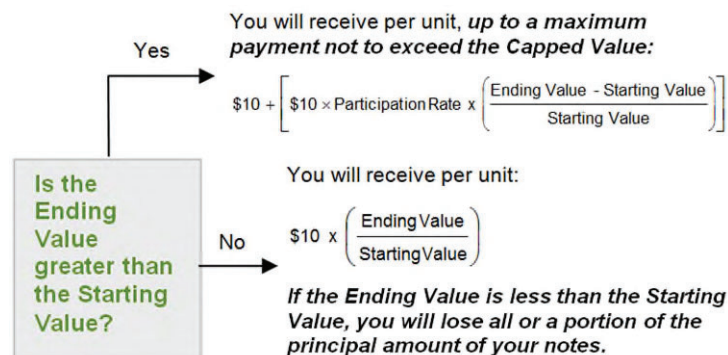 You will receive per unit, up to a maximum
payment not to exceed the Capped Value:
Yes
$10 + [ $10 × Participation Rate x ( Ending Value - Starting Value / Starting Value ) ]
You will receive per unit:
Is the
Ending
Value
greater than
the Starting
Value?
No
$10 x ( Ending Value / Starting Value )
If the Ending Value is less than the Starting
Value, you will lose all or a portion of the
principal amount of your notes.